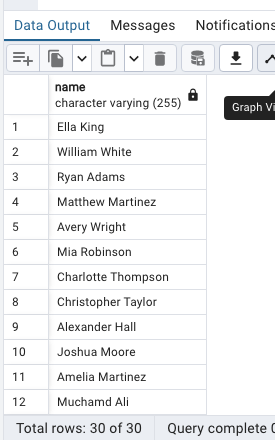 Data Output Messages Notifications
Graph Vi
name
character varying (255)
1 Ella King
2 William White
3 Ryan Adams
4 Matthew Martinez
5 Avery Wright
6 Mia Robinson
7 Charlotte Thompson
8 Christopher Taylor
9 Alexander Hall
10 Joshua Moore
11 Amelia Martinez
12 Muchamd Ali
Total rows: 30 of 30 Query complete 0